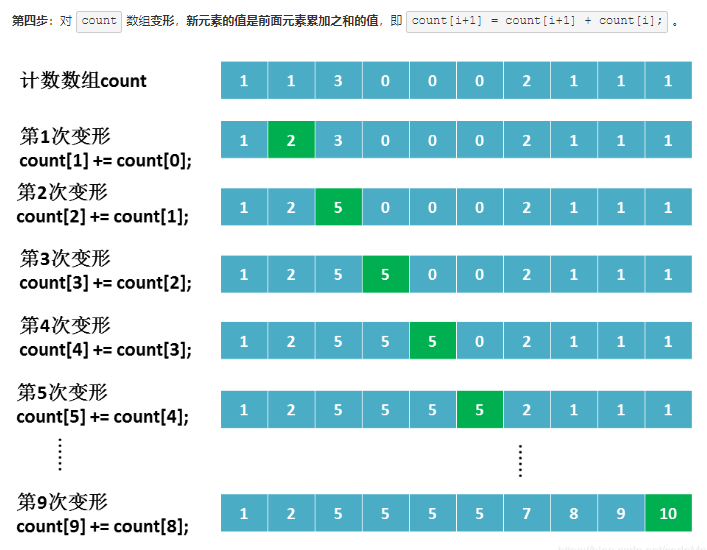 第四步：对 count 数组变形，新元素的值是前面元素累加之和的值，即 count[i+1] = count[i+1] + count[i]; 。
计数数组count 1 1 3 0 0 0 2 1 1 1
第1次变形
count[1] += count[0]; 1 2 3 0 0 0 2 1 1 1
第2次变形
count[2] += count[1]; 1 2 5 0 0 0 2 1 1 1
第3次变形
count[3] += count[2]; 1 2 5 5 0 0 2 1 1 1
第4次变形
count[4] += count[3]; 1 2 5 5 5 0 2 1 1 1
第5次变形
count[5] += count[4]; 1 2 5 5 5 5 2 1 1 1
…… ……
第9次变形
count[9] += count[8]; 1 2 5 5 5 5 7 8 9 10